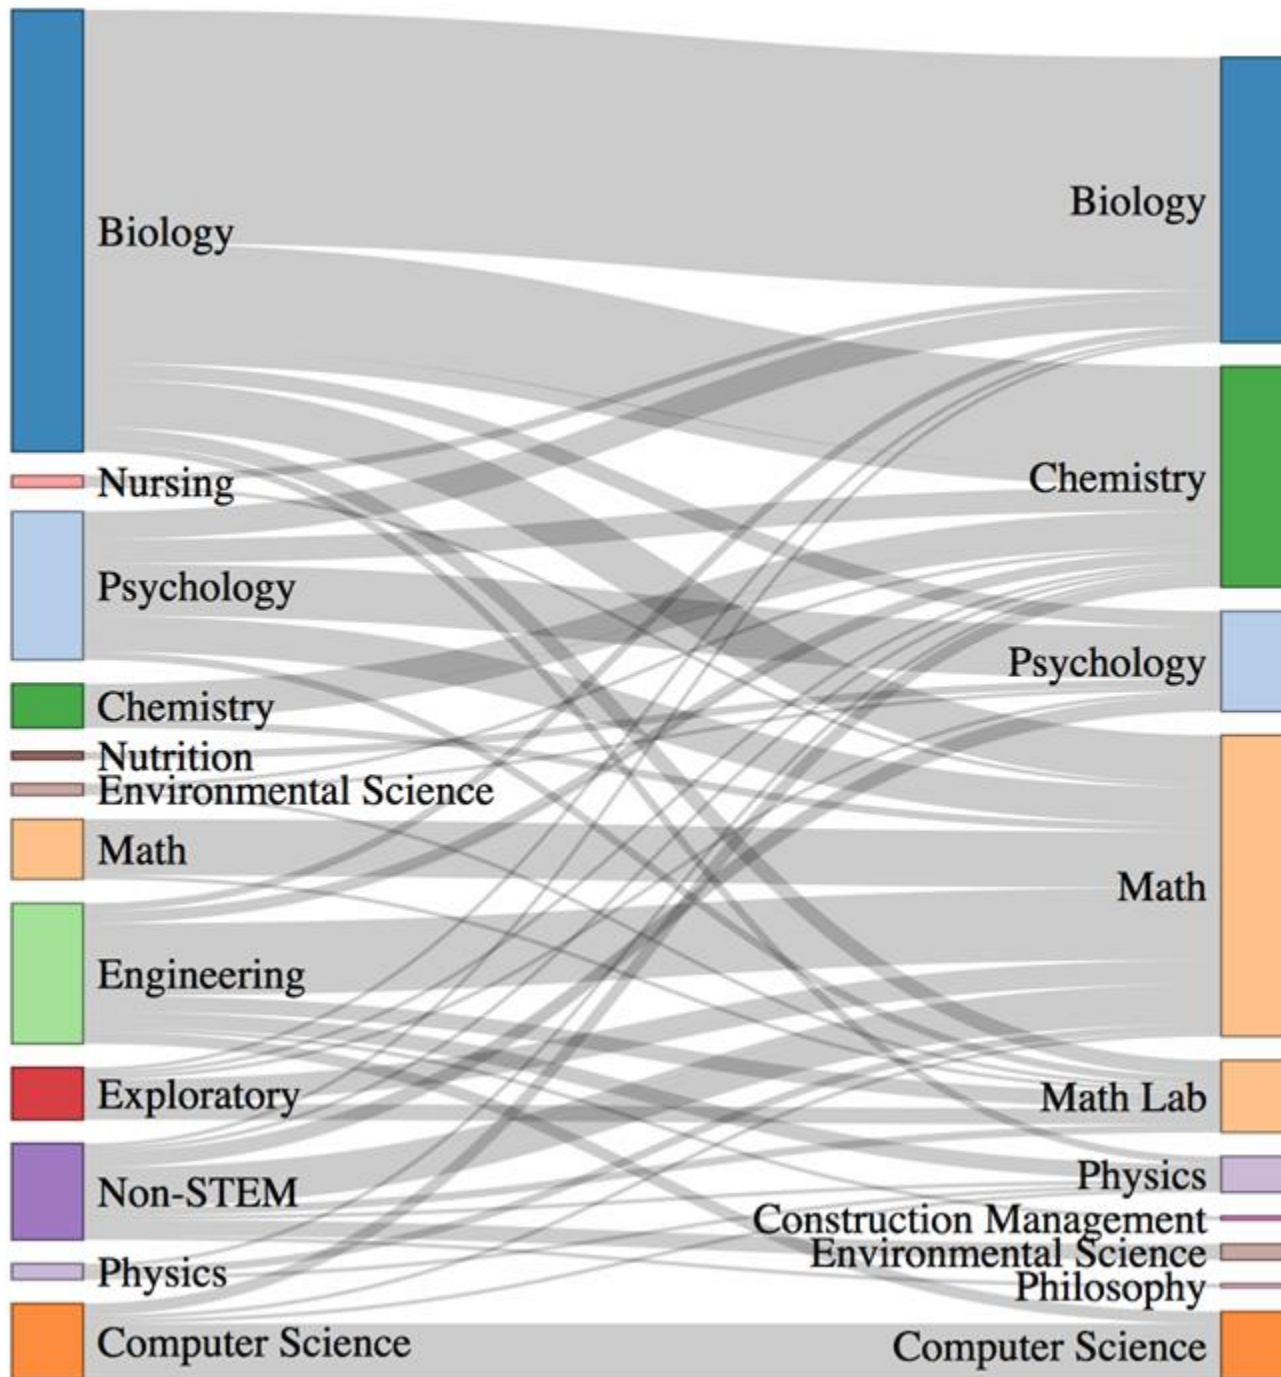 Biology
Nursing
Psychology
Chemistry
Nutrition
Environmental Science
Math
Engineering
Exploratory
Non-STEM
Physics
Computer Science
Biology
Chemistry
Psychology
Math
Math Lab
Physics
Construction Management
Environmental Science
Philosophy
Computer Science